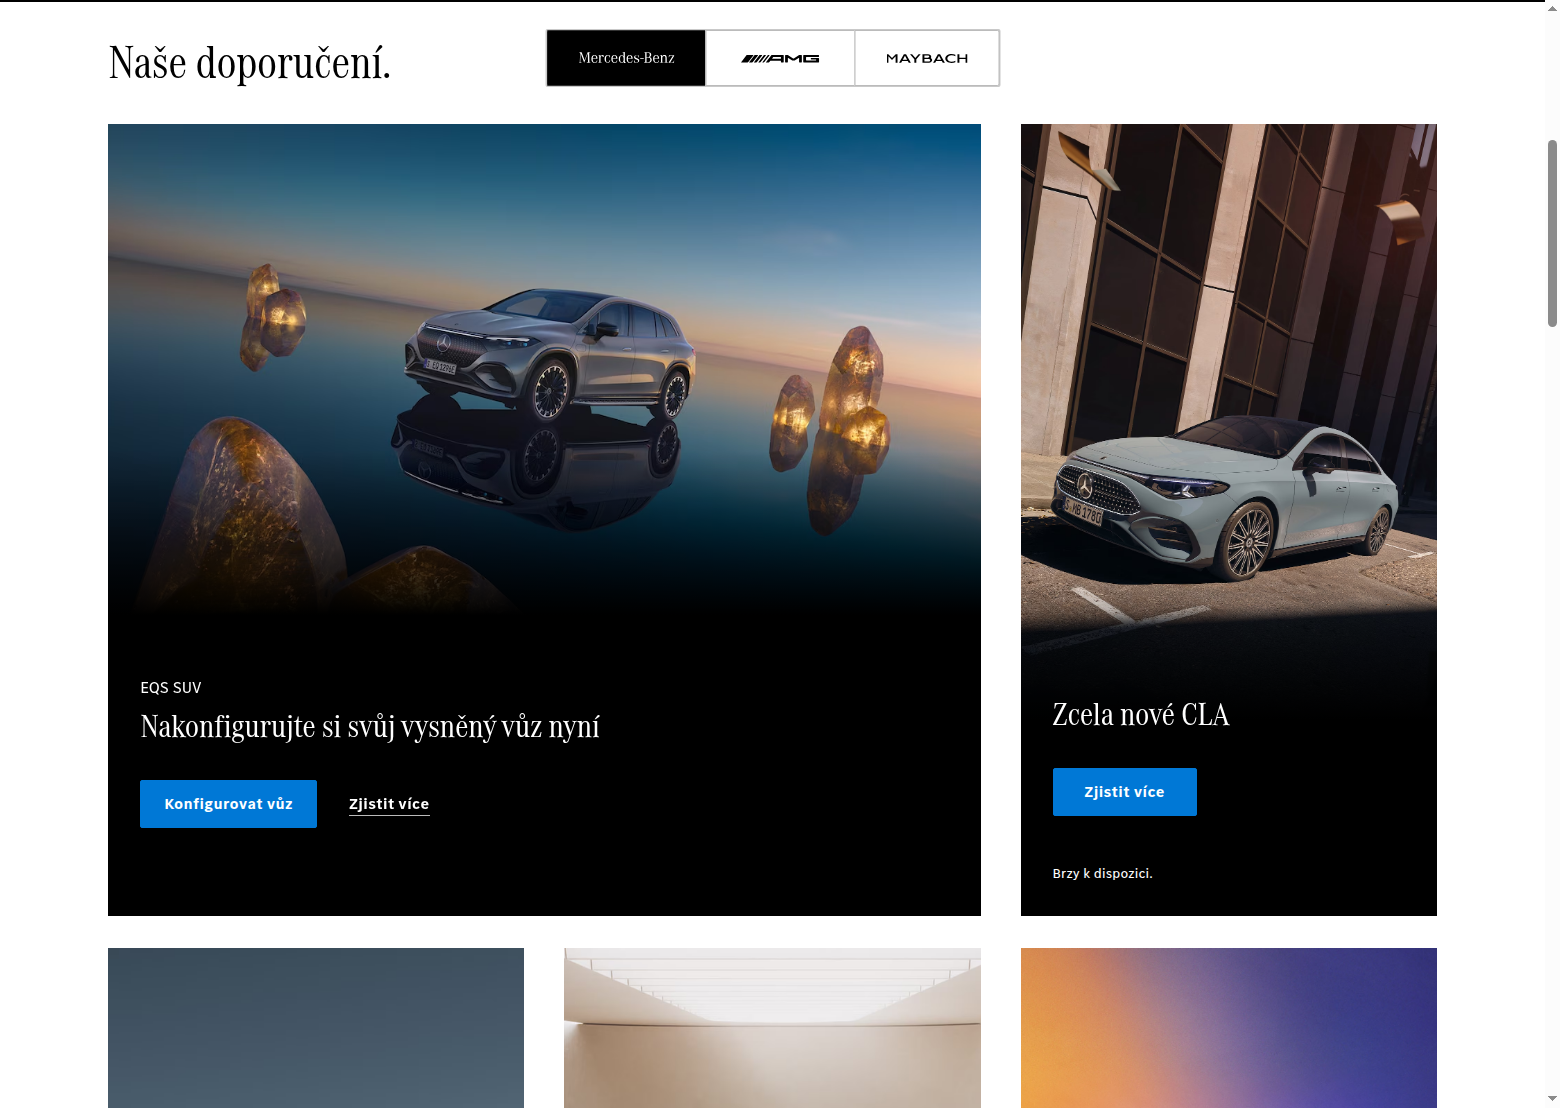 Naše doporučení.
Mercedes-Benz
AMG
MAYBACH
EQS SUV
Nakonfigurujte si svůj vysněný vůz nyní
Konfigurovat vůz
Zjistit více
Zcela nové CLA
Zjistit více
Brzy k dispozici.